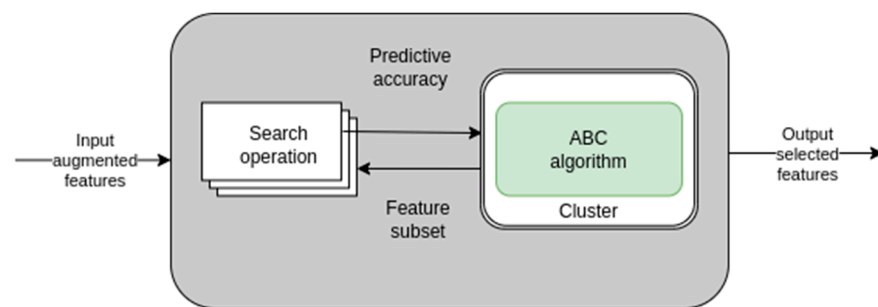 Predictive
accuracy
Search
operation
ABC
algorithm
Cluster
Feature
subset
Input
augmented
features
Output
selected
features